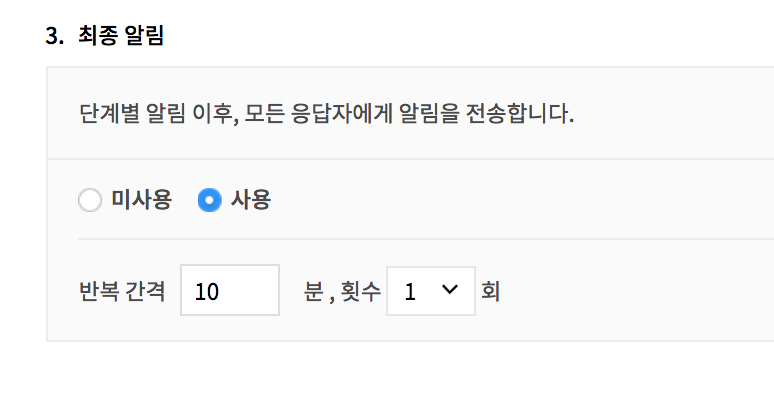 3. 최종 알림
단계별 알림 이후, 모든 응답자에게 알림을 전송합니다.
미사용 사용
반복 간격 10 분 , 횟수 1 회